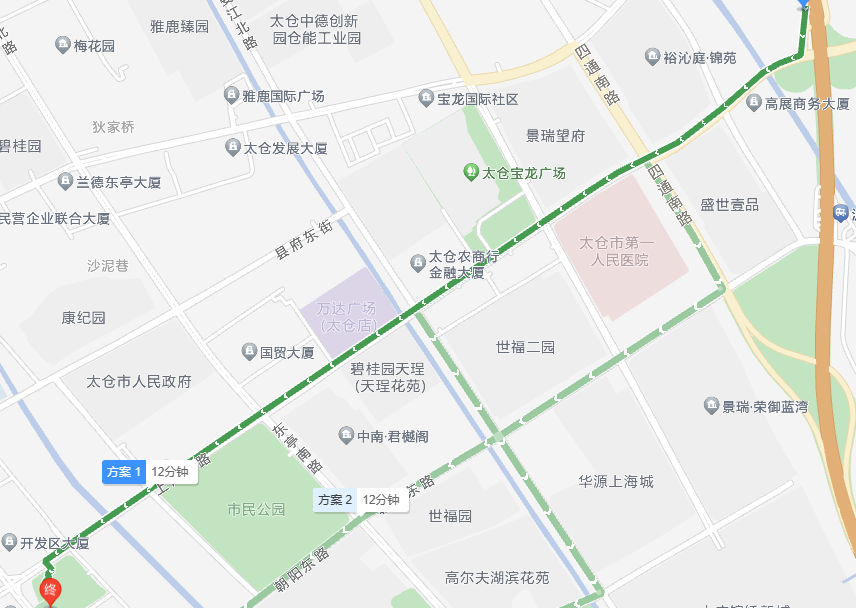 雅鹿臻园
太仓中德创新
园仓能工业园
娄江北路
梅花园
四通南路
裕沁庭·锦苑
雅鹿国际广场
宝龙国际社区
高展商务大厦
狄家桥
景瑞望府
碧桂园
太仓发展大厦
太仓宝龙广场
兰德东亭大厦
四通南路
盛世壹品
民营企业联合大厦
县府东街
太仓市第一
人民医院
沙泥巷
太仓农商行
金融大厦
万达广场
(太仓店)
康纪园
国贸大厦
世福二园
碧桂园天珵
(天珵花苑)
太仓市人民政府
景瑞·荣御蓝湾
东亭南路
中南·君樾阁
方案 1 12分钟
路
华源上海城
方案 2 12分钟
东路
市民公园
世福园
开发区大厦
朝阳东路
高尔夫湖滨花苑
终